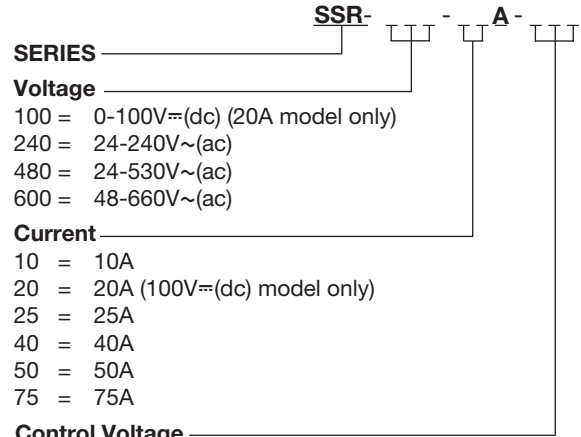 SSR- - A -
SERIES
Voltage
100 = 0-100V⎓(dc) (20A model only)
240 = 24-240V~(ac)
480 = 24-530V~(ac)
600 = 48-660V~(ac)
Current
10 = 10A
20 = 20A (100V⎓(dc) model only)
25 = 25A
40 = 40A
50 = 50A
75 = 75A
Control Voltage